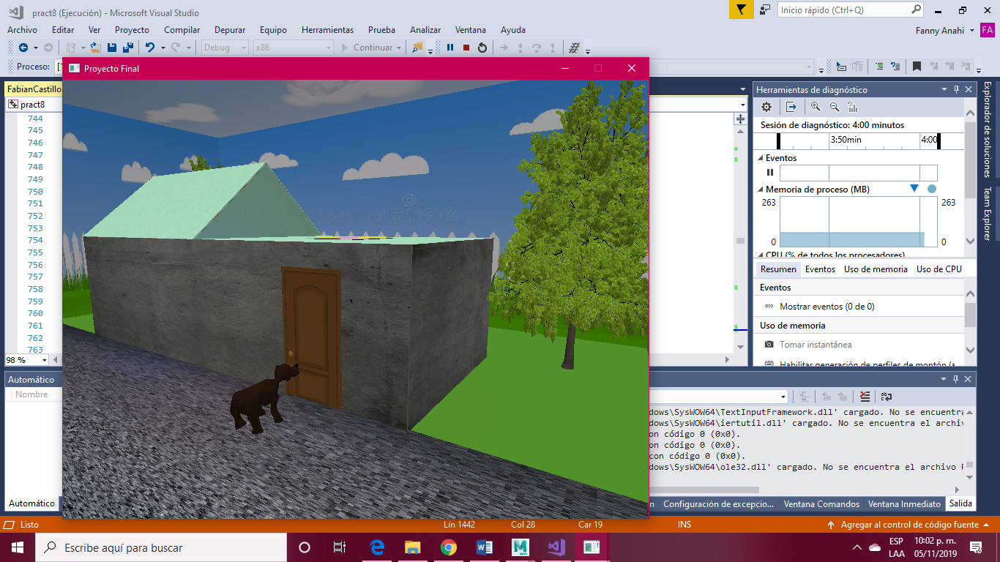 pract8 (Ejecución) - Microsoft Visual Studio
Inicio rápido (Ctrl+Q)
Archivo Editar Ver Proyecto Compilar Depurar Equipo Herramientas Prueba Analizar Ventana Ayuda
Fanny Anahi FA
Debug x86 Continuar
Proceso:
Proyecto Final
FabianCastillo
pract8
744
745
746
747
748
749
750
751
752
753
754
755
756
757
758
759
760
761
762
763
98 %
Herramientas de diagnóstico
Sesión de diagnóstico: 4:00 minutos
3:50min 4:00
Eventos
Memoria de proceso (MB)
263 263
0 0
CPU (% de todos los procesadores)
Resumen Eventos Uso de memoria Uso de CPU
Eventos
Mostrar eventos (0 de 0)
Uso de memoria
Tomar instantánea
Habilitar generación de perfiles de montón (a
Explorador de soluciones
Team Explorer
dreamstime
Automático
Nombre
dows\SysWOW64\TextInputFramework.dll' cargado. No se encuentra
dows\SysWOW64\iertutil.dll' cargado. No se encuentra el archiv
on código 0 (0x0).
on código 0 (0x0).
con código 0 (0x0).
dows\SysWOW64\ole32.dll' cargado. No se encuentra el archivo P
Automático
n Configuración de excepcio... Ventana Comandos Ventana Inmediato Salida
Listo Lín 1442 Col 28 Car 19 INS Agregar al control de código fuente
Escribe aquí para buscar
ESP
LAA
10:02 p. m.
05/11/2019